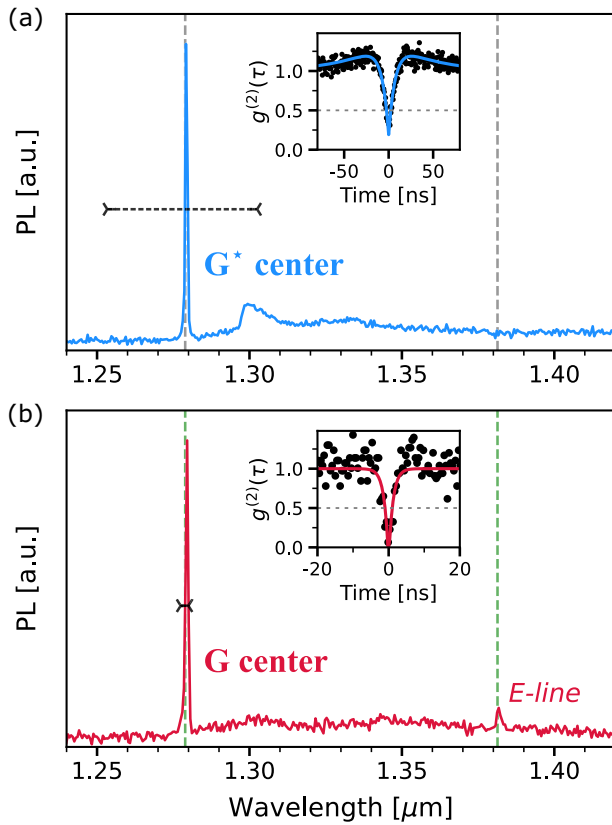 (a)
PL [a.u.]
g(2)(τ)
1.0
0.5
0.0
-50
0
50
Time [ns]
G⋆ center
1.25
1.30
1.35
1.40
(b)
PL [a.u.]
g(2)(τ)
1.0
0.5
0.0
-20
0
20
Time [ns]
G center
E-line
1.25
1.30
1.35
1.40
Wavelength [μm]